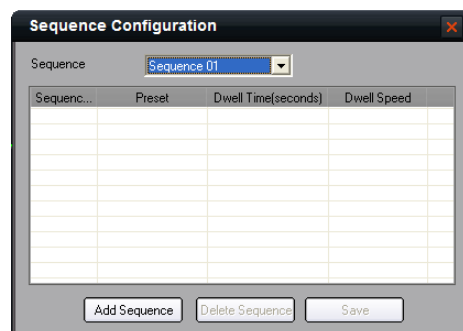 Sequence Configuration
Sequence Sequence 01
Sequenc... Preset Dwell Time(seconds) Dwell Speed
Add Sequence Delete Sequence Save